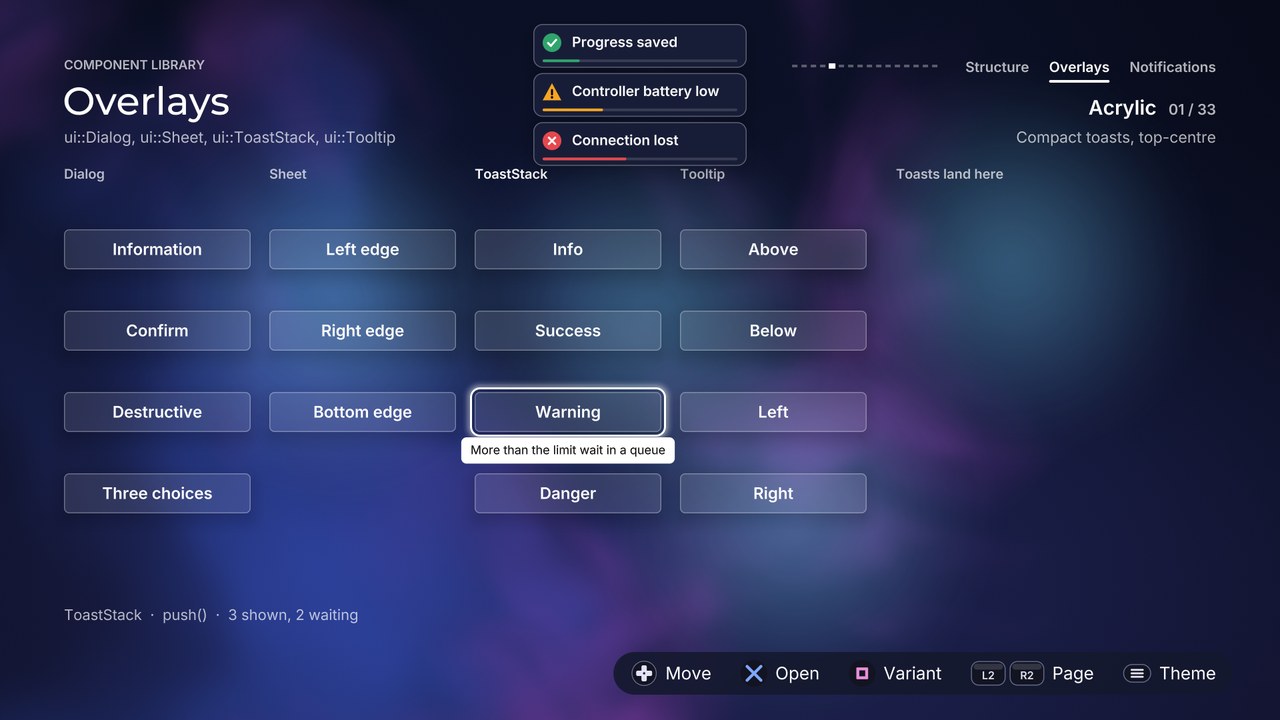 Progress saved
Controller battery low
Connection lost
COMPONENT LIBRARY
Overlays
ui::Dialog, ui::Sheet, ui::ToastStack, ui::Tooltip
Structure Overlays Notifications
Acrylic 01 / 33
Compact toasts, top-centre
Dialog Sheet ToastStack Tooltip Toasts land here
Information Left edge Info Above
Confirm Right edge Success Below
Destructive Bottom edge Warning Left
More than the limit wait in a queue
Three choices Danger Right
ToastStack · push() · 3 shown, 2 waiting
Move Open Variant L2 R2 Page Theme